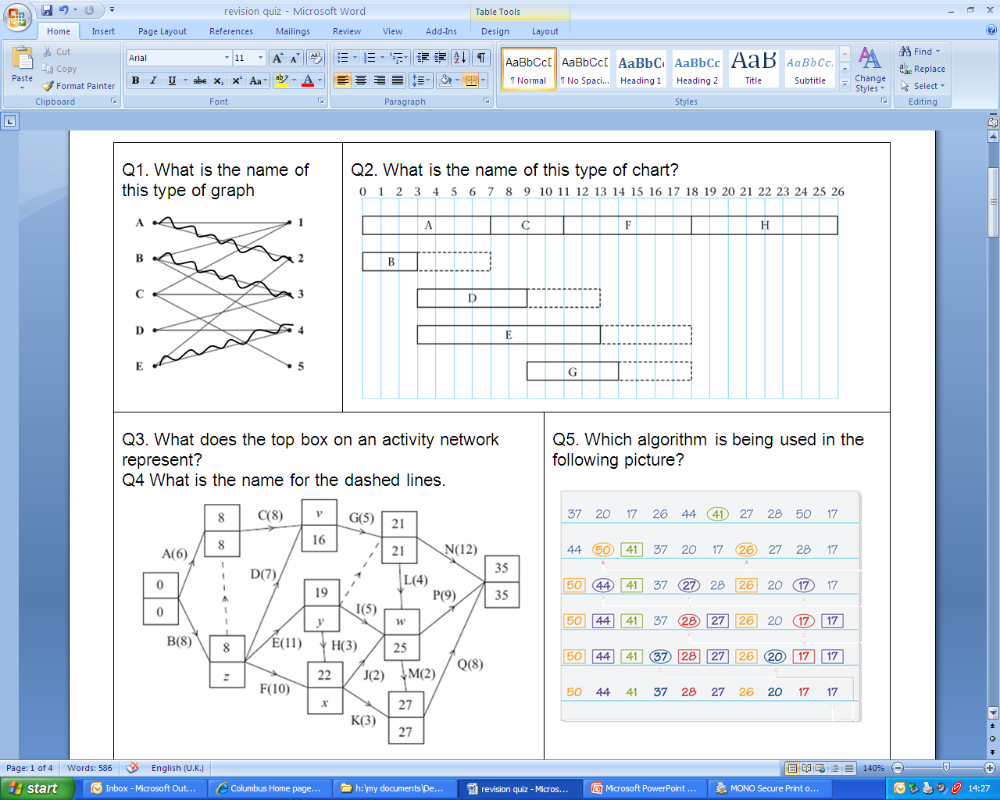 revision quiz - Microsoft Word
Table Tools
Home Insert Page Layout References Mailings Review View Add-Ins Design Layout
Paste
Cut
Copy
Format Painter
Clipboard
Arial 11
B I U abc x₂ x² Aa
Font
Paragraph
AaBbCcD ¶ Normal
AaBbCcD ¶ No Spaci...
AaBbC Heading 1
AaBbCc Heading 2
AaB Title
AaBbCc. Subtitle
Change Styles
Styles
Find
Replace
Select
Editing
Q1. What is the name of
this type of graph
A 1
B 2
C 3
D 4
E 5
Q2. What is the name of this type of chart?
0 1 2 3 4 5 6 7 8 9 10 11 12 13 14 15 16 17 18 19 20 21 22 23 24 25 26
A C F H
B
D
E
G
Q3. What does the top box on an activity network
represent?
Q4 What is the name for the dashed lines.
0
0
A(6)
B(8)
8
8
8
z
C(8)
D(7)
E(11)
F(10)
v
16
19
y
H(3)
22
x
G(5)
I(5)
J(2)
K(3)
21
21
L(4)
w
25
M(2)
27
27
N(12)
P(9)
Q(8)
35
35
Q5. Which algorithm is being used in the
following picture?
37 20 17 26 44 41 27 28 50 17
44 50 41 37 20 17 26 27 28 17
50 44 41 37 27 28 26 20 17 17
50 44 41 37 28 27 26 20 17 17
50 44 41 37 28 27 26 20 17 17
50 44 41 37 28 27 26 20 17 17
Page: 1 of 4 Words: 586 English (U.K.) 140%
start
Inbox - Microsoft Out...
Columbus Home page...
h:\my documents\De...
revision quiz - Micros...
Microsoft PowerPoint ...
MONO Secure Print o...
14:27